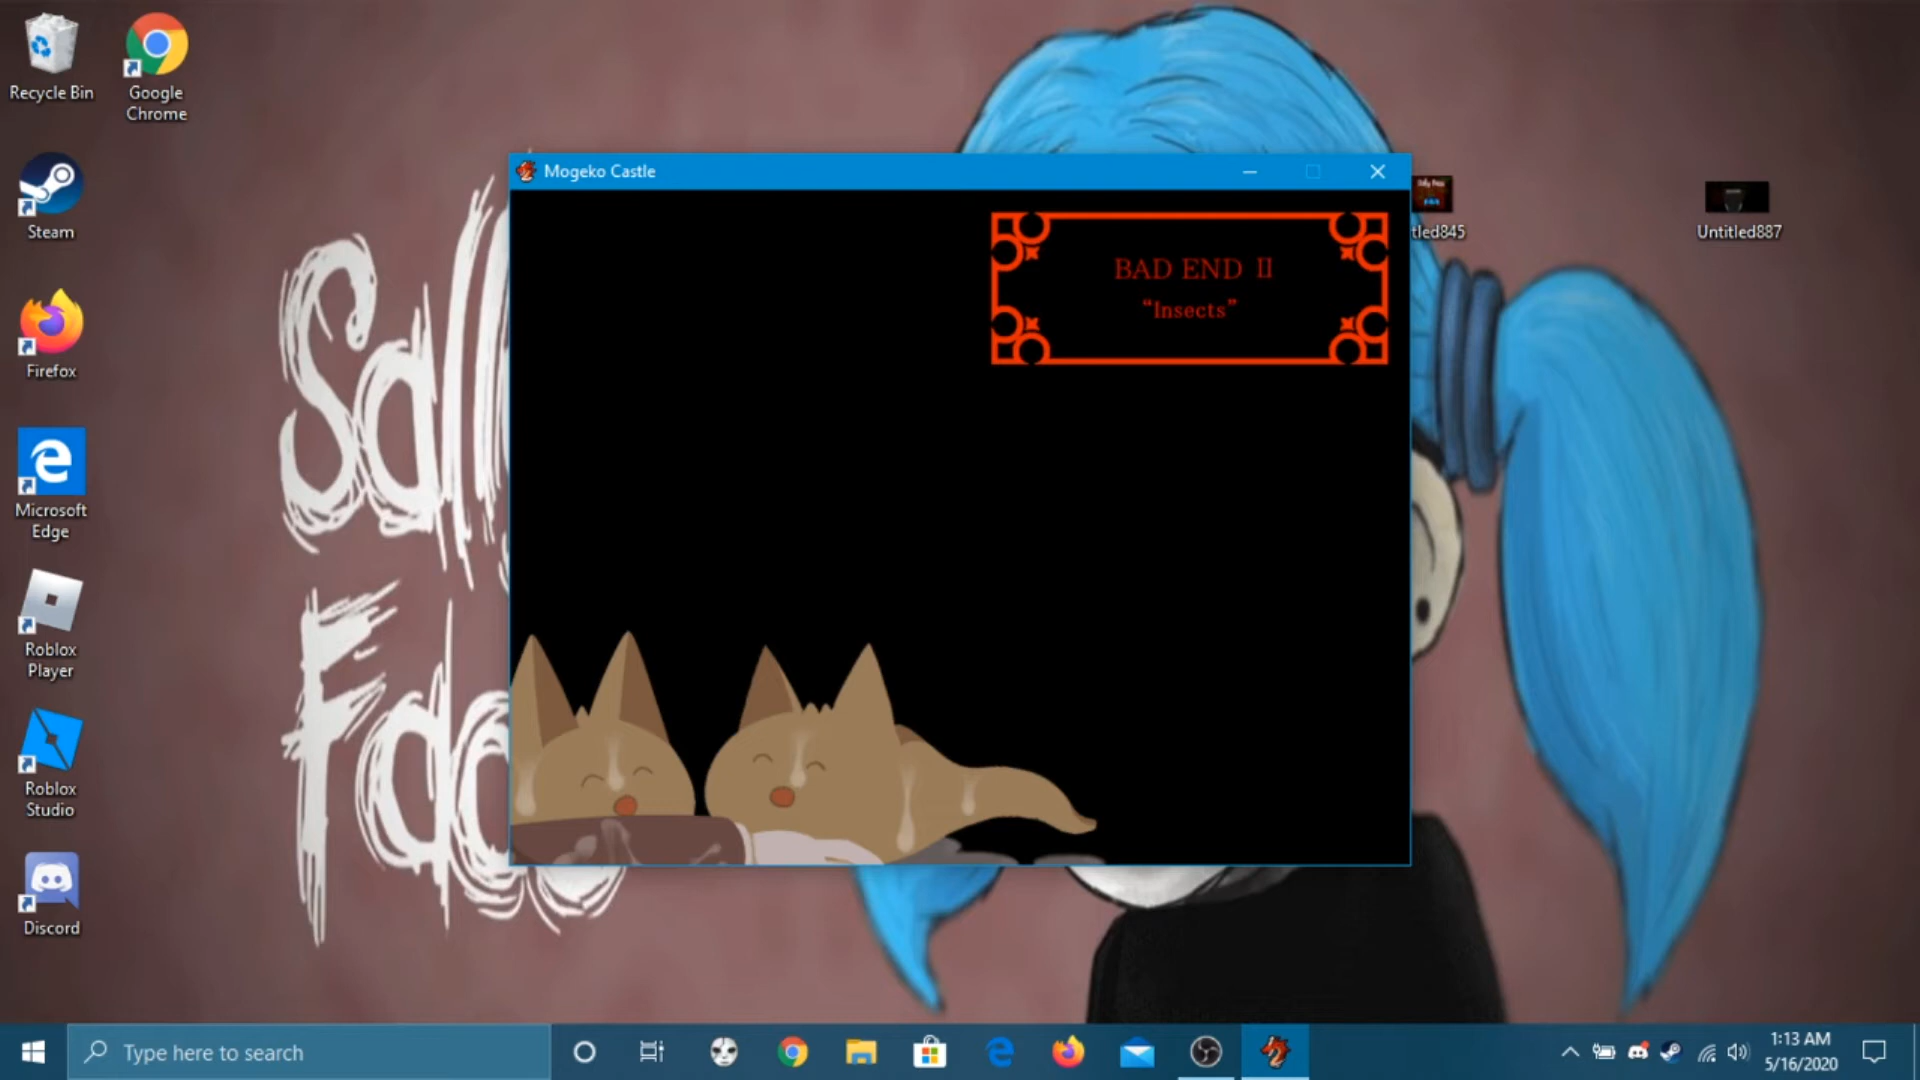 Recycle Bin
Google
Chrome
Steam
Firefox
Microsoft
Edge
Roblox
Player
Roblox
Studio
Discord
Mogeko Castle
BAD END II
“Insects”
tled845
Untitled887
Type here to search
1:13 AM
5/16/2020